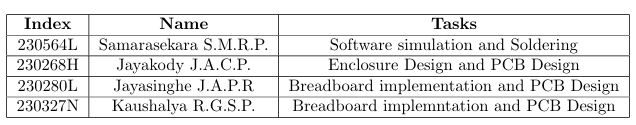 Index Name Tasks
230564L Samarasekara S.M.R.P. Software simulation and Soldering
230268H Jayakody J.A.C.P. Enclosure Design and PCB Design
230280L Jayasinghe J.A.P.R Breadboard implementation and PCB Design
230327N Kaushalya R.G.S.P. Breadboard implemntation and PCB Design